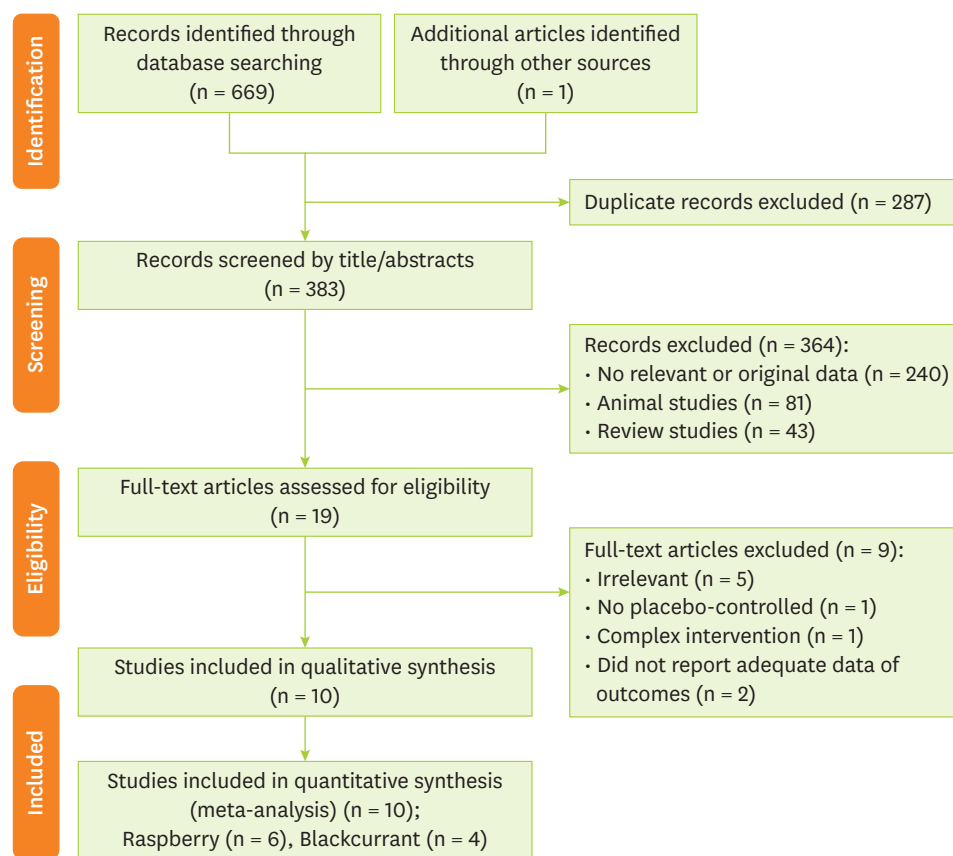 Identification
Records identified through
database searching
(n = 669)
Additional articles identified
through other sources
(n = 1)
Duplicate records excluded (n = 287)
Screening
Records screened by title/abstracts
(n = 383)
Records excluded (n = 364):
· No relevant or original data (n = 240)
· Animal studies (n = 81)
· Review studies (n = 43)
Eligibility
Full-text articles assessed for eligibility
(n = 19)
Full-text articles excluded (n = 9):
· Irrelevant (n = 5)
· No placebo-controlled (n = 1)
· Complex intervention (n = 1)
· Did not report adequate data of
outcomes (n = 2)
Studies included in qualitative synthesis
(n = 10)
Included
Studies included in quantitative synthesis
(meta-analysis) (n = 10);
Raspberry (n = 6), Blackcurrant (n = 4)